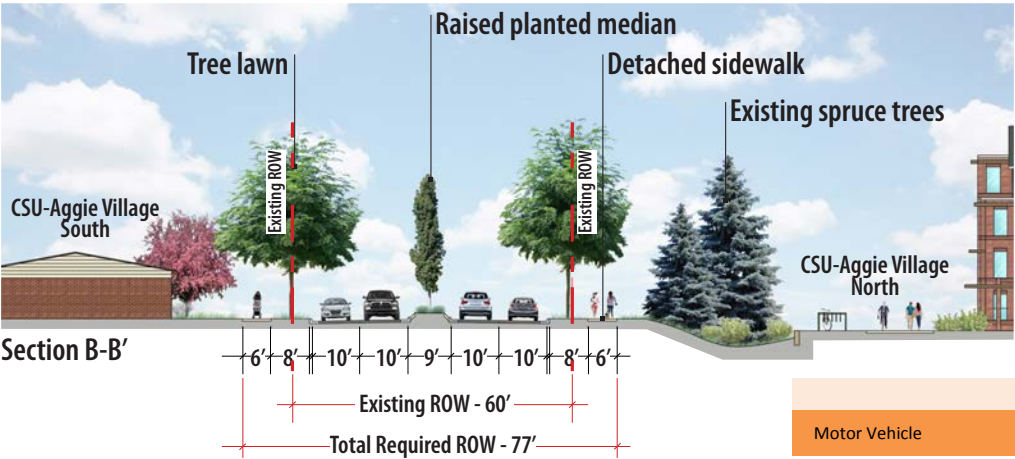 Raised planted median
Tree lawn
Detached sidewalk
Existing spruce trees
Existing ROW
Existing ROW
CSU-Aggie Village
South
CSU-Aggie Village
North
Section B-B′
6′ 8′ 10′ 10′ 9′ 10′ 10′ 8′ 6′
Existing ROW - 60′
Total Required ROW - 77′
Motor Vehicle